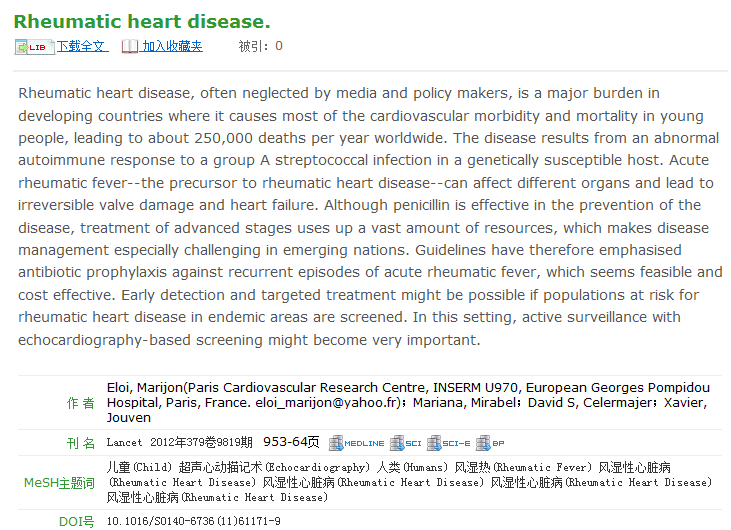 Rheumatic heart disease.
LIB 下载全文 加入收藏夹 被引：0
Rheumatic heart disease, often neglected by media and policy makers, is a major burden in
developing countries where it causes most of the cardiovascular morbidity and mortality in young
people, leading to about 250,000 deaths per year worldwide. The disease results from an abnormal
autoimmune response to a group A streptococcal infection in a genetically susceptible host. Acute
rheumatic fever--the precursor to rheumatic heart disease--can affect different organs and lead to
irreversible valve damage and heart failure. Although penicillin is effective in the prevention of the
disease, treatment of advanced stages uses up a vast amount of resources, which makes disease
management especially challenging in emerging nations. Guidelines have therefore emphasised
antibiotic prophylaxis against recurrent episodes of acute rheumatic fever, which seems feasible and
cost effective. Early detection and targeted treatment might be possible if populations at risk for
rheumatic heart disease in endemic areas are screened. In this setting, active surveillance with
echocardiography-based screening might become very important.
Eloi, Marijon(Paris Cardiovascular Research Centre, INSERM U970, European Georges Pompidou
作 者 Hospital, Paris, France. eloi_marijon@yahoo.fr)；Mariana, Mirabel；David S, Celermajer；Xavier,
Jouven
刊 名 Lancet 2012年379卷9819期 953-64页 MEDLINE SCI SCI-E BP
儿童(Child) 超声心动描记术(Echocardiography) 人类(Humans) 风湿热(Rheumatic Fever) 风湿性心脏病
MeSH主题词 (Rheumatic Heart Disease) 风湿性心脏病(Rheumatic Heart Disease) 风湿性心脏病(Rheumatic Heart Disease)
风湿性心脏病(Rheumatic Heart Disease)
DOI号 10.1016/S0140-6736(11)61171-9